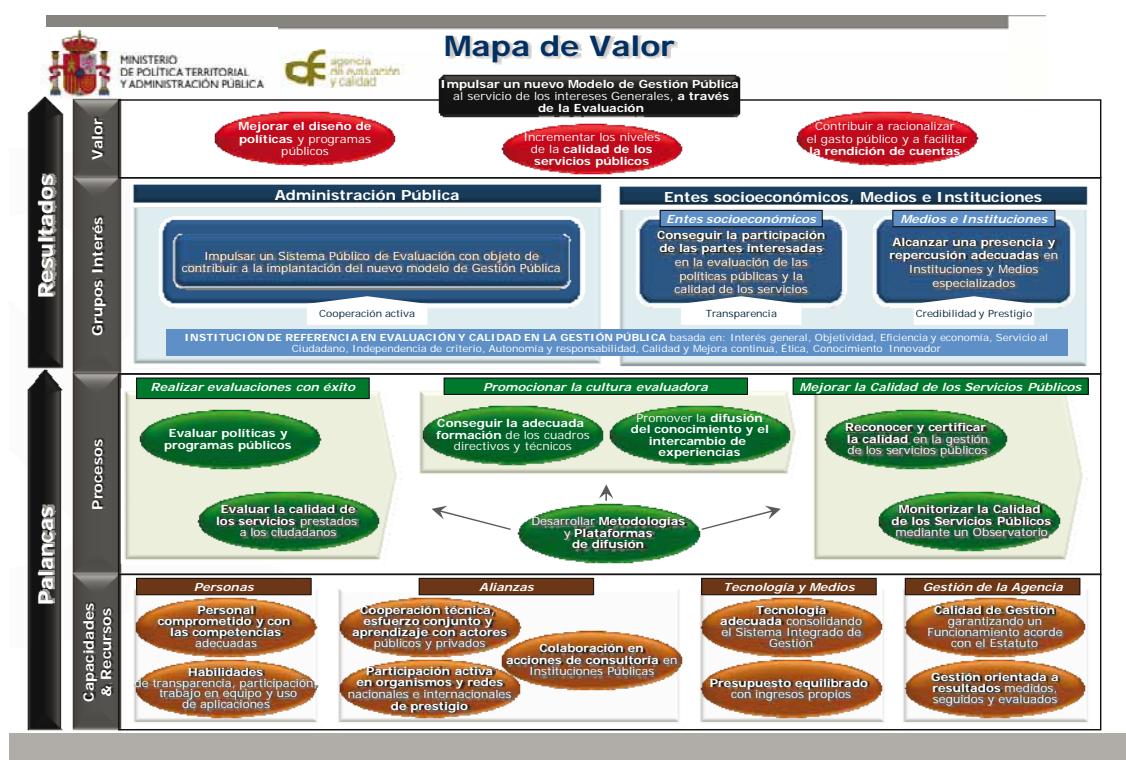 Mapa de Valor
MINISTERIO
DE POLÍTICA TERRITORIAL
Y ADMINISTRACIÓN PÚBLICA
agencia
de evaluación
y calidad
Impulsar un nuevo Modelo de Gestión Pública
al servicio de los intereses Generales, a través
de la Evaluación
Resultados
Valor
Mejorar el diseño de
políticas y programas
públicos
Incrementar los niveles
de la calidad de los
servicios públicos
Contribuir a racionalizar
el gasto público y a facilitar
la rendición de cuentas
Grupos Interés
Administración Pública
Impulsar un Sistema Público de Evaluación con objeto de
contribuir a la implantación del nuevo modelo de Gestión Pública
Cooperación activa
Entes socioeconómicos, Medios e Instituciones
Entes socioeconómicos
Conseguir la participación
de las partes interesadas
en la evaluación de las
políticas públicas y la
calidad de los servicios
Transparencia
Medios e Instituciones
Alcanzar una presencia y
repercusión adecuadas en
Instituciones y Medios
especializados
Credibilidad y Prestigio
INSTITUCIÓN DE REFERENCIA EN EVALUACIÓN Y CALIDAD EN LA GESTIÓN PÚBLICA basada en: Interés general, Objetividad, Eficiencia y economía, Servicio al
Ciudadano, Independencia de criterio, Autonomía y responsabilidad, Calidad y Mejora continua, Ética, Conocimiento Innovador
Palancas
Procesos
Realizar evaluaciones con éxito
Evaluar políticas y
programas públicos
Evaluar la calidad de
los servicios prestados
a los ciudadanos
Promocionar la cultura evaluadora
Conseguir la adecuada
formación de los cuadros
directivos y técnicos
Promover la difusión
del conocimiento y el
intercambio de
experiencias
Desarrollar Metodologías
y Plataformas
de difusión
Mejorar la Calidad de los Servicios Públicos
Reconocer y certificar
la calidad en la gestión
de los servicios públicos
Monitorizar la Calidad
de los Servicios Públicos
mediante un Observatorio
Capacidades
& Recursos
Personas
Personal
comprometido y con
las competencias
adecuadas
Habilidades
de transparencia, participación,
trabajo en equipo y uso
de aplicaciones
Alianzas
Cooperación técnica,
esfuerzo conjunto y
aprendizaje con actores
públicos y privados
Participación activa
en organismos y redes
nacionales e internacionales
de prestigio
Colaboración en
acciones de consultoría en
Instituciones Públicas
Tecnología y Medios
Tecnología
adecuada consolidando
el Sistema Integrado de
Gestión
Presupuesto equilibrado
con ingresos propios
Gestión de la Agencia
Calidad de Gestión
garantizando un
Funcionamiento acorde
con el Estatuto
Gestión orientada a
resultados medidos,
seguidos y evaluados